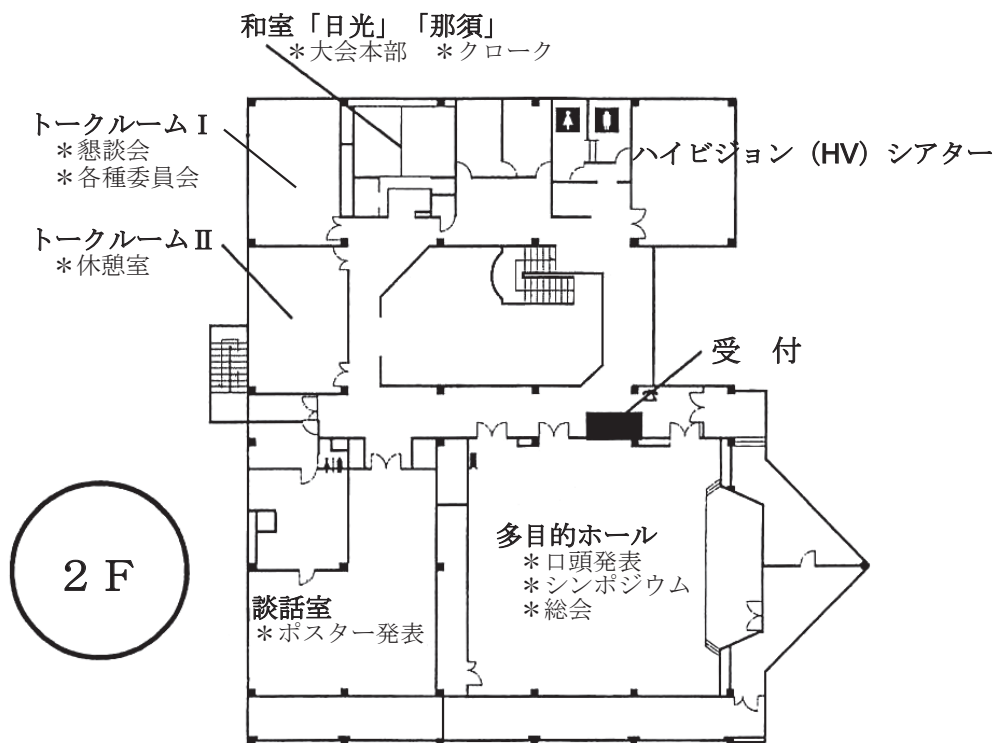 和室「日光」「那須」
＊大会本部　＊クローク
トークルームⅠ
＊懇談会
＊各種委員会
ハイビジョン（HV）シアター
トークルームⅡ
＊休憩室
受　付
多目的ホール
＊口頭発表
＊シンポジウム
＊総会
２Ｆ
談話室
＊ポスター発表